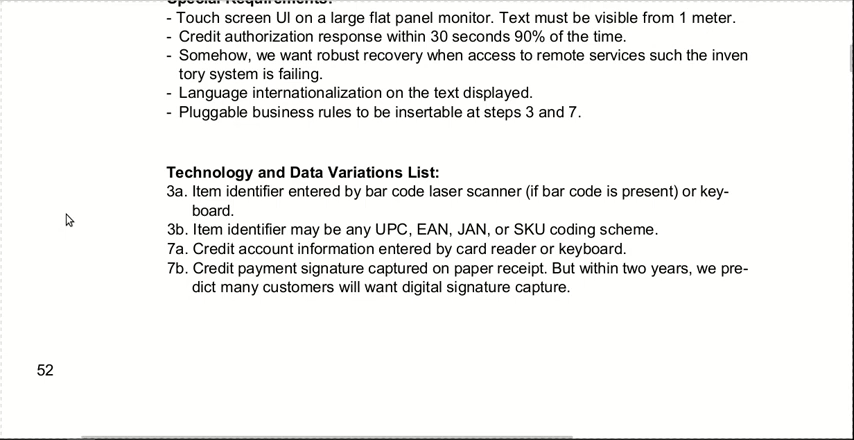 Special Requirements:
- Touch screen UI on a large flat panel monitor. Text must be visible from 1 meter.
- Credit authorization response within 30 seconds 90% of the time.
- Somehow, we want robust recovery when access to remote services such the inven
tory system is failing.
- Language internationalization on the text displayed.
- Pluggable business rules to be insertable at steps 3 and 7.
Technology and Data Variations List:
3a. Item identifier entered by bar code laser scanner (if bar code is present) or key-
board.
3b. Item identifier may be any UPC, EAN, JAN, or SKU coding scheme.
7a. Credit account information entered by card reader or keyboard.
7b. Credit payment signature captured on paper receipt. But within two years, we pre-
dict many customers will want digital signature capture.
52